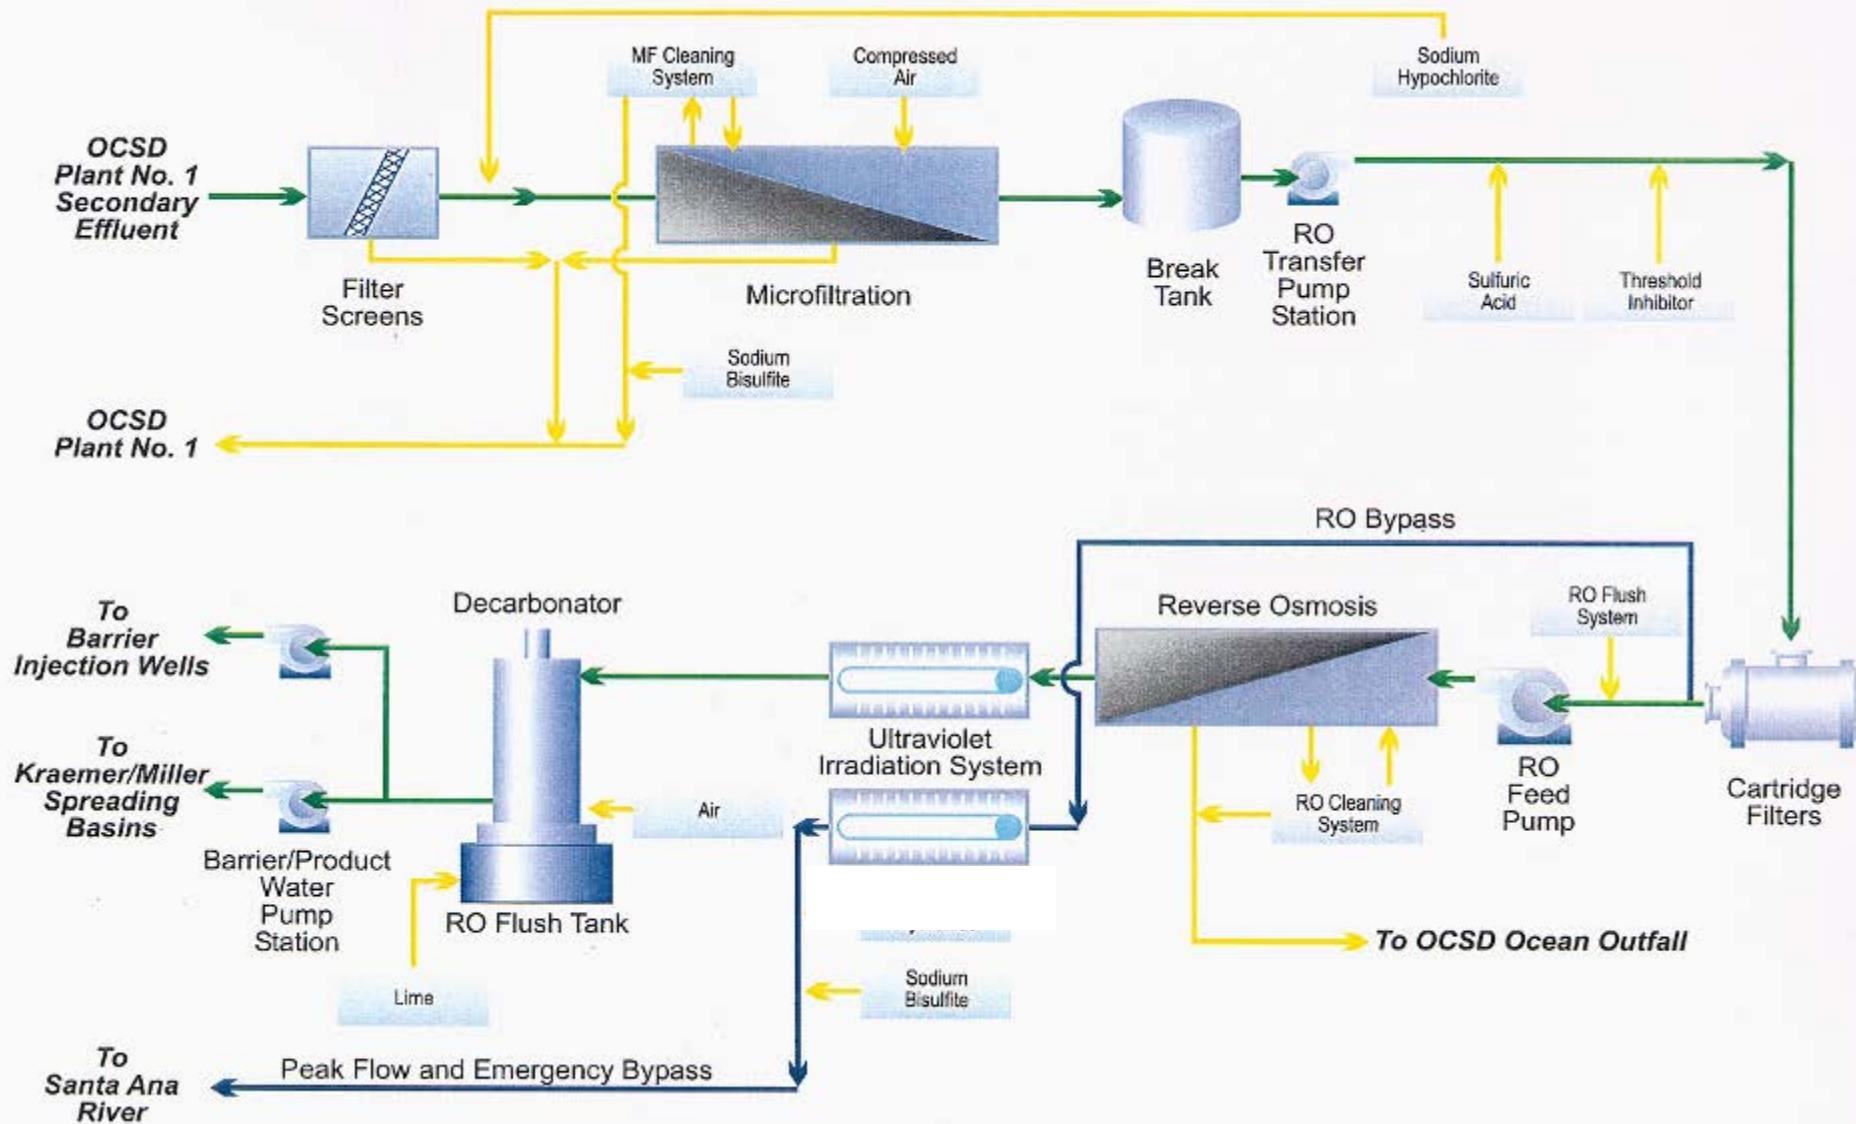 MF Cleaning
System
Compressed
Air
Sodium
Hypochlorite
OCSD
Plant No. 1
Secondary
Effluent
Filter
Screens
Microfiltration
Break
Tank
RO
Transfer
Pump
Station
Sulfuric
Acid
Threshold
Inhibitor
Sodium
Bisulfite
OCSD
Plant No. 1
RO Bypass
To
Barrier
Injection Wells
Decarbonator
Reverse Osmosis
RO Flush
System
To
Kraemer/Miller
Spreading
Basins
Ultraviolet
Irradiation System
Air
RO Cleaning
System
RO
Feed
Pump
Cartridge
Filters
Barrier/Product
Water
Pump
Station
RO Flush Tank
To OCSD Ocean Outfall
Lime
Sodium
Bisulfite
To
Santa Ana
River
Peak Flow and Emergency Bypass